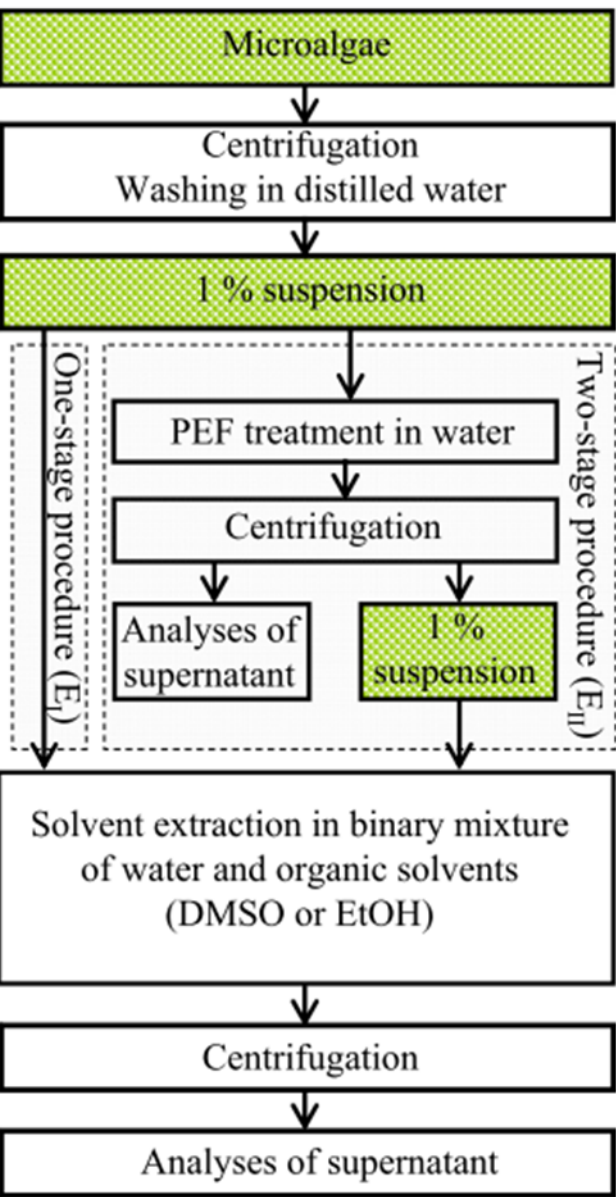 Microalgae
Centrifugation
Washing in distilled water
1 % suspension
One-stage procedure (E_I)
Two-stage procedure (E_II)
PEF treatment in water
Centrifugation
Analyses of
supernatant
1 %
suspension
Solvent extraction in binary mixture
of water and organic solvents
(DMSO or EtOH)
Centrifugation
Analyses of supernatant